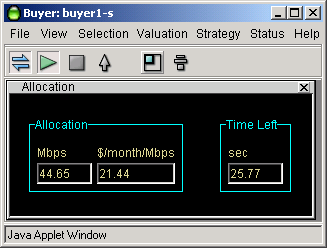 Buyer: buyer1-s
File View Selection Valuation Strategy Status Help
Allocation
Allocation Time Left
Mbps $/month/Mbps sec
44.65 21.44 25.77
Java Applet Window